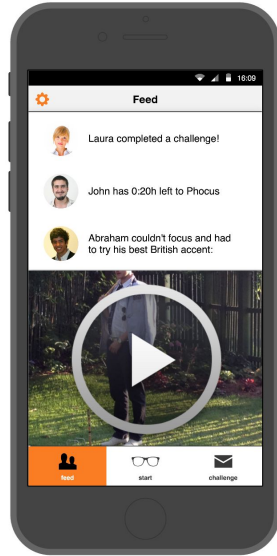 16:09
Feed
Laura completed a challenge!
John has 0:20h left to Phocus
Abraham couldn't focus and had
to try his best British accent:
feed
start
challenge